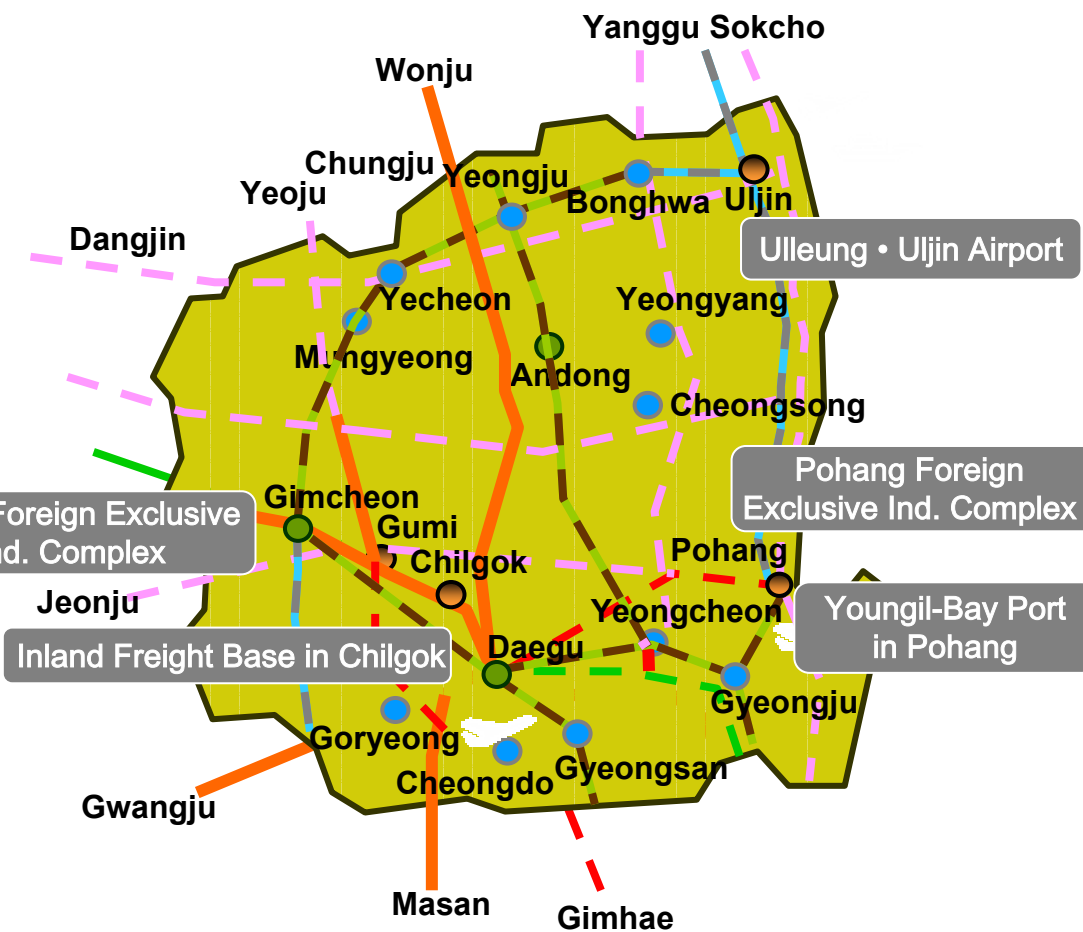 Yanggu Sokcho
Wonju
Chungju
Yeongju
Yeoju
Bonghwa
Uljin
Dangjin
Ulleung • Uljin Airport
Yecheon
Yeongyang
Mungyeong
Andong
Cheongsong
Pohang Foreign
Exclusive Ind. Complex
Gimcheon
Foreign Exclusive
nd. Complex
Gumi
Chilgok
Pohang
Jeonju
Yeongcheon
Youngil-Bay Port
in Pohang
Inland Freight Base in Chilgok
Daegu
Gyeongju
Goryeong
Cheongdo
Gyeongsan
Gwangju
Masan
Gimhae